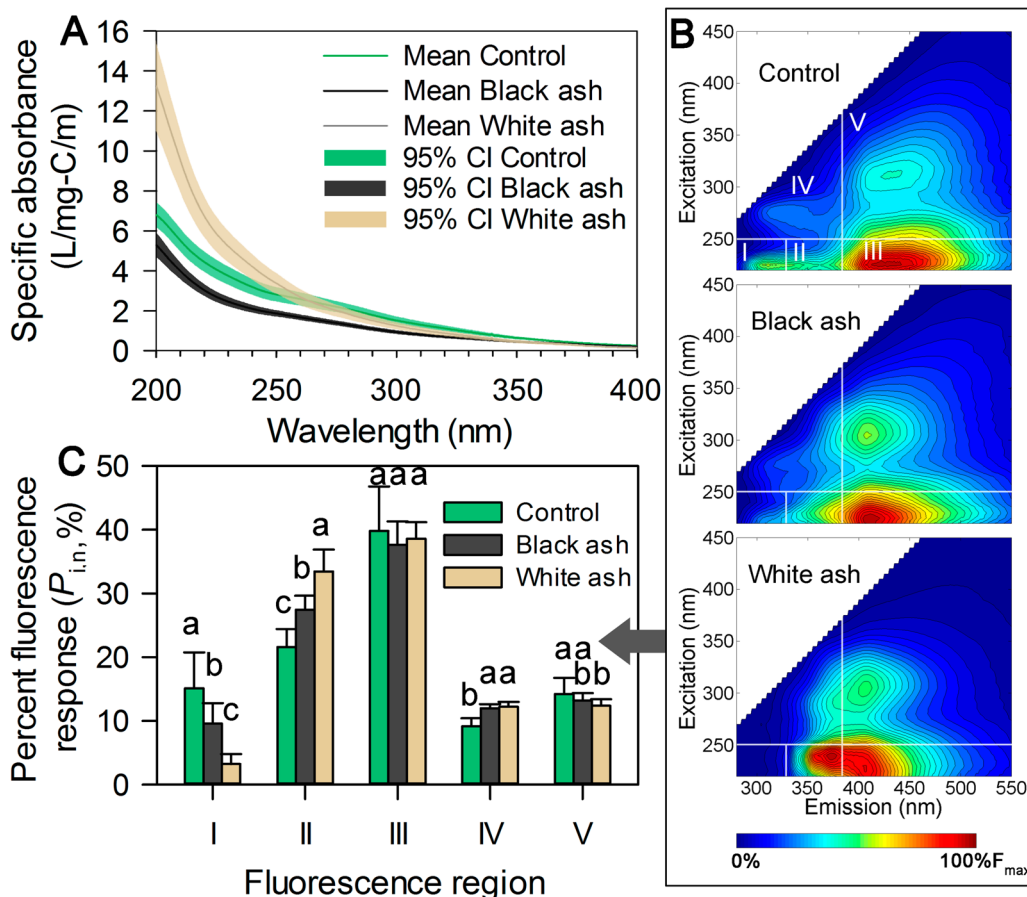 A
16
14
12
10
8
6
4
2
0
Specific absorbance
(L/mg-C/m)
Mean Control
Mean Black ash
Mean White ash
95% CI Control
95% CI Black ash
95% CI White ash
200 250 300 350 400
Wavelength (nm)
C
50
40
30
20
10
0
Percent fluorescence
response (Pi,n, %)
Control
Black ash
White ash
a b c
c b a
aaa
b aa
aa bb
I II III IV V
Fluorescence region
B
450
400
350
300
250
Excitation (nm)
Control
V
IV
I II III
450
400
350
300
250
Excitation (nm)
Black ash
450
400
350
300
250
Excitation (nm)
White ash
300 350 400 450 500 550
Emission (nm)
0% 100%Fmax